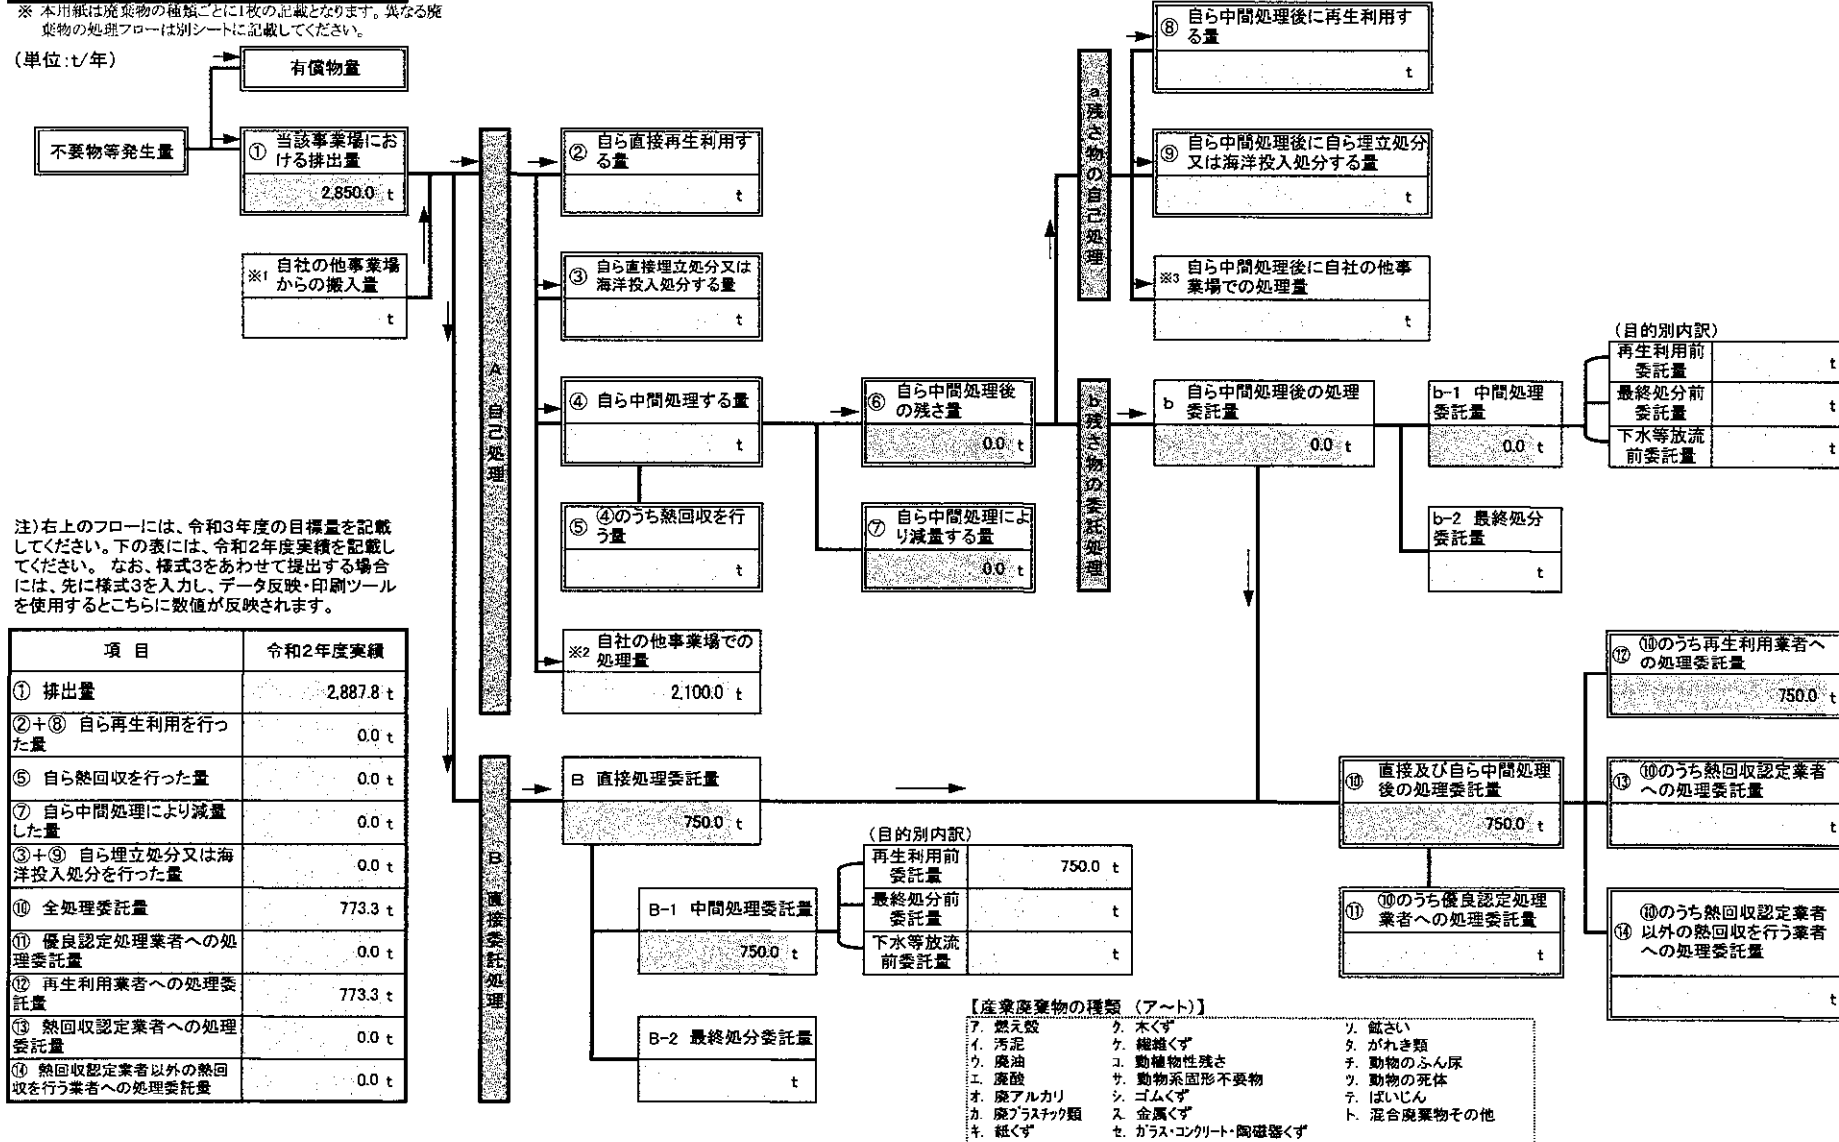 ※ 本用紙は廃棄物の種類ごとに1枚の記載となります。異なる廃
棄物の処理フローは別シートに記載してください。
(単位:t/年)
有償物量
不要物等発生量
① 当該事業場にお
ける排出量
2,850.0 t
※1 自社の他事業場
からの搬入量
t
A 自己処理
② 自ら直接再生利用す
る量
t
③ 自ら直接埋立処分又は
海洋投入処分する量
t
④ 自ら中間処理する量
t
⑤ ④のうち熱回収を行
う量
t
※2 自社の他事業場での
処理量
2,100.0 t
⑥ 自ら中間処理後
の残さ量
0.0 t
⑦ 自ら中間処理によ
り減量する量
0.0 t
a 残さ物の自己処理
⑧ 自ら中間処理後に再生利用す
る量
t
⑨ 自ら中間処理後に自ら埋立処分
又は海洋投入処分する量
t
※3 自ら中間処理後に自社の他事
業場での処理量
t
b 残さ物の委託処理
b 自ら中間処理後の処理
委託量
0.0 t
b-1 中間処理
委託量
0.0 t
(目的別内訳)
再生利用前
委託量
t
最終処分前
委託量
t
下水等放流
前委託量
t
b-2 最終処分
委託量
t
注)右上のフローには、令和3年度の目標量を記載
してください。下の表には、令和2年度実績を記載し
てください。 なお、様式3をあわせて提出する場合
には、先に様式3を入力し、データ反映・印刷ツール
を使用するとこちらに数値が反映されます。
項 目 令和2年度実績
① 排出量 2,887.8 t
②+⑧ 自ら再生利用を行っ
た量 0.0 t
⑤ 自ら熱回収を行った量 0.0 t
⑦ 自ら中間処理により減量
した量 0.0 t
③+⑨ 自ら埋立処分又は海
洋投入処分を行った量 0.0 t
⑩ 全処理委託量 773.3 t
⑪ 優良認定処理業者への処
理委託量 0.0 t
⑫ 再生利用業者への処理委
託量 773.3 t
⑬ 熱回収認定業者への処理
委託量 0.0 t
⑭ 熱回収認定業者以外の熱回
収を行う業者への処理委託量 0.0 t
B 直接委託処理
B 直接処理委託量
750.0 t
B-1 中間処理委託量
750.0 t
(目的別内訳)
再生利用前
委託量
750.0 t
最終処分前
委託量
t
下水等放流
前委託量
t
B-2 最終処分委託量
t
⑩ 直接及び自ら中間処理
後の処理委託量
750.0 t
⑪ ⑩のうち優良認定処理
業者への処理委託量
t
⑫ ⑩のうち再生利用業者へ
の処理委託量
750.0 t
⑬ ⑩のうち熱回収認定業者
への処理委託量
t
⑭ ⑩のうち熱回収認定業者
以外の熱回収を行う業者
への処理委託量
t
【産業廃棄物の種類 (ア~ト)】
ア. 燃え殻
イ. 汚泥
ウ. 廃油
エ. 廃酸
オ. 廃アルカリ
カ. 廃プラスチック類
キ. 紙くず
ク. 木くず
ケ. 繊維くず
コ. 動植物性残さ
サ. 動物系固形不要物
シ. ゴムくず
ス. 金属くず
セ. ガラス・コンクリート・陶磁器くず
ソ. 鉱さい
タ. がれき類
チ. 動物のふん尿
ツ. 動物の死体
テ. ばいじん
ト. 混合廃棄物その他